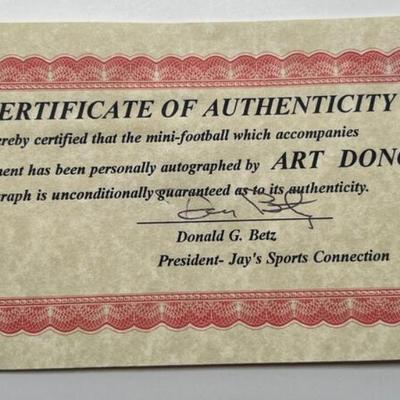 ERTIFICATE OF AUTHENTICITY
ereby certified that the mini-football which accompanies
ment has been personally autographed by ART DONO
graph is unconditionally guaranteed as to its authenticity.
Donald G. Betz
President- Jay's Sports Connection